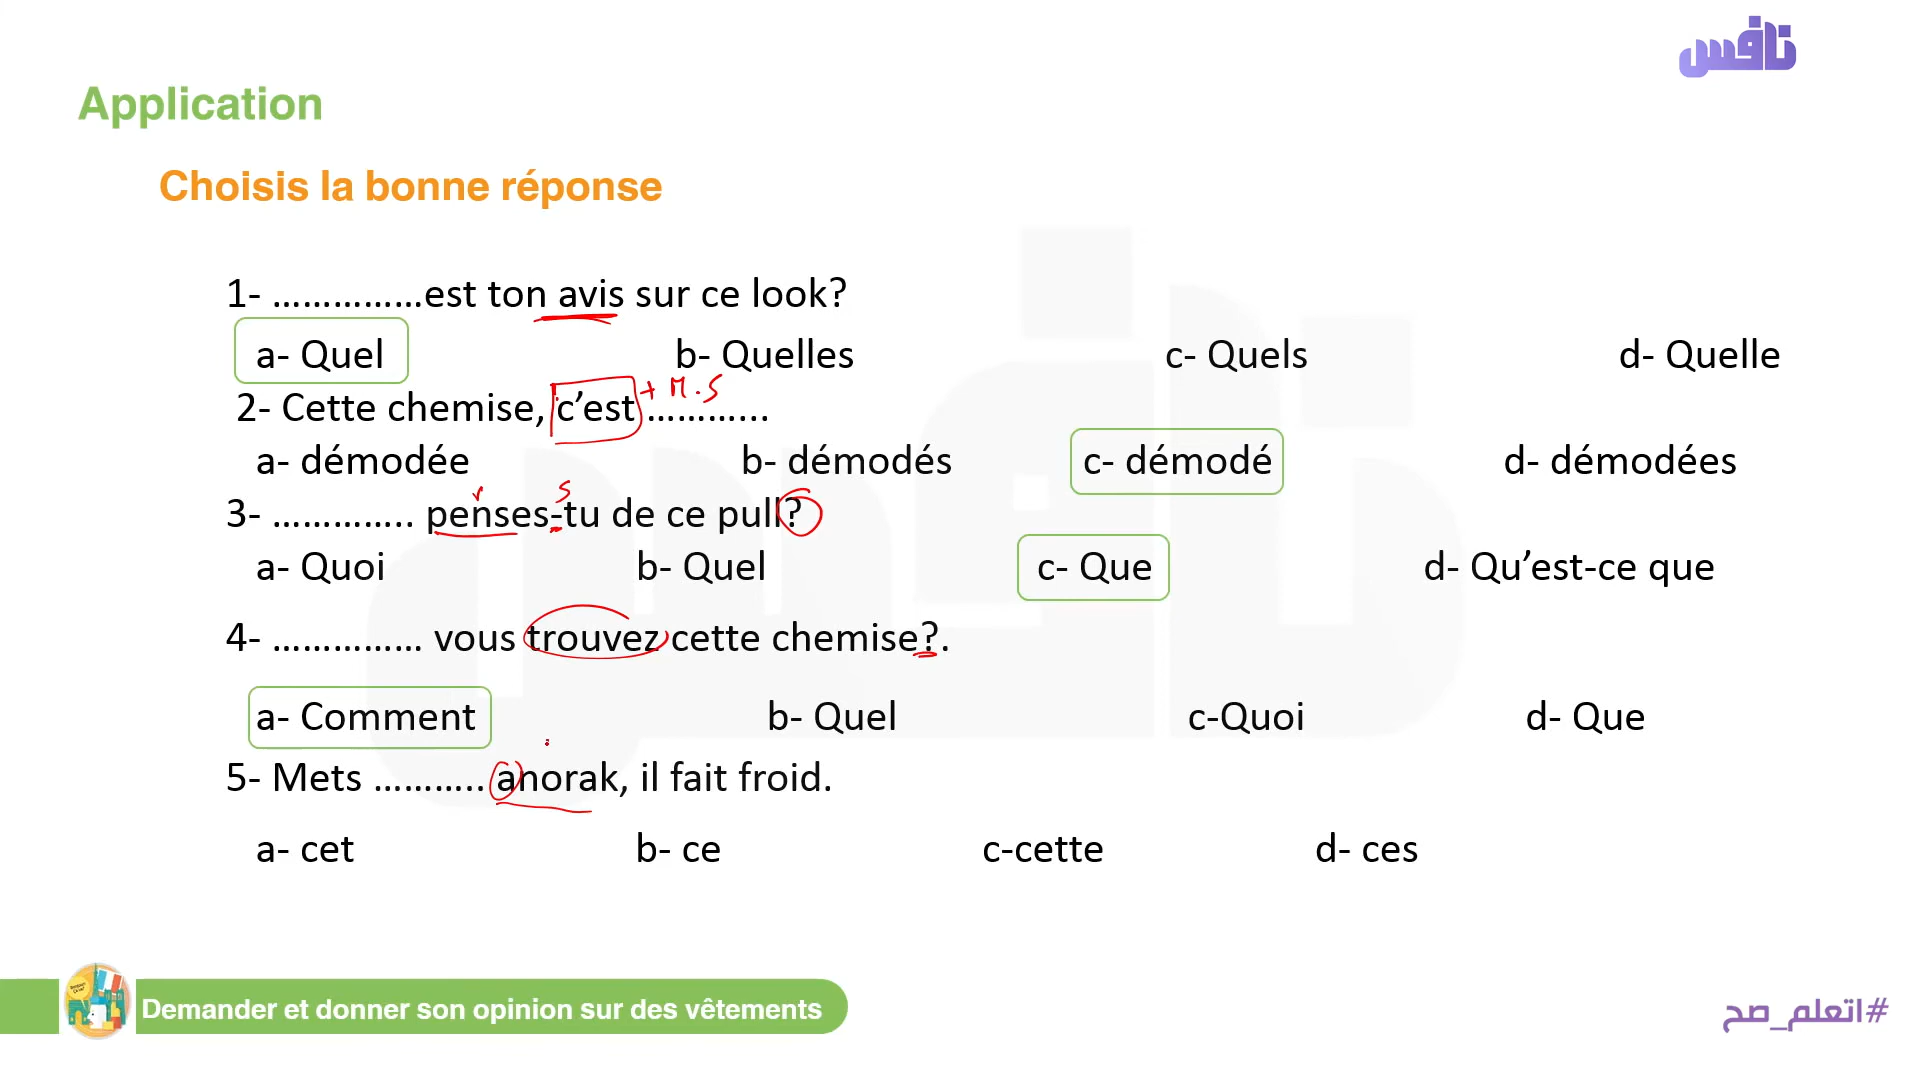 نافس
Application
Choisis la bonne réponse
1- ……………est ton avis sur ce look?
a- Quel b- Quelles c- Quels d- Quelle
+ M.S
2- Cette chemise, c’est ………...
a- démodée b- démodés c- démodé d- démodées
v s
3- ………….. penses-tu de ce pull?
a- Quoi b- Quel c- Que d- Qu’est-ce que
4- …………… vous trouvez cette chemise?.
a- Comment b- Quel c-Quoi d- Que
5- Mets ……….. anorak, il fait froid.
a- cet b- ce c-cette d- ces
Demander et donner son opinion sur des vêtements
#اتعلم_صح